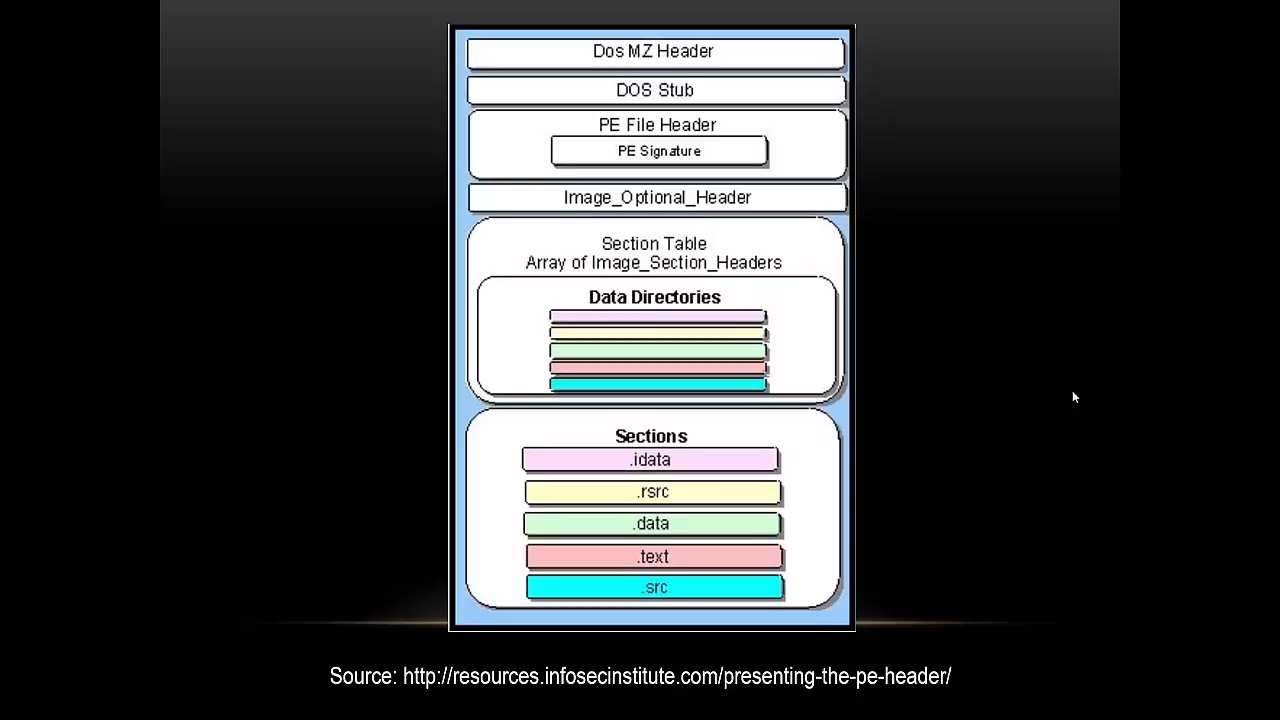 Dos MZ Header
DOS Stub
PE File Header
PE Signature
Image_Optional_Header
Section Table
Array of Image_Section_Headers
Data Directories
Sections
.idata
.rsrc
.data
.text
.src
Source: http://resources.infosecinstitute.com/presenting-the-pe-header/